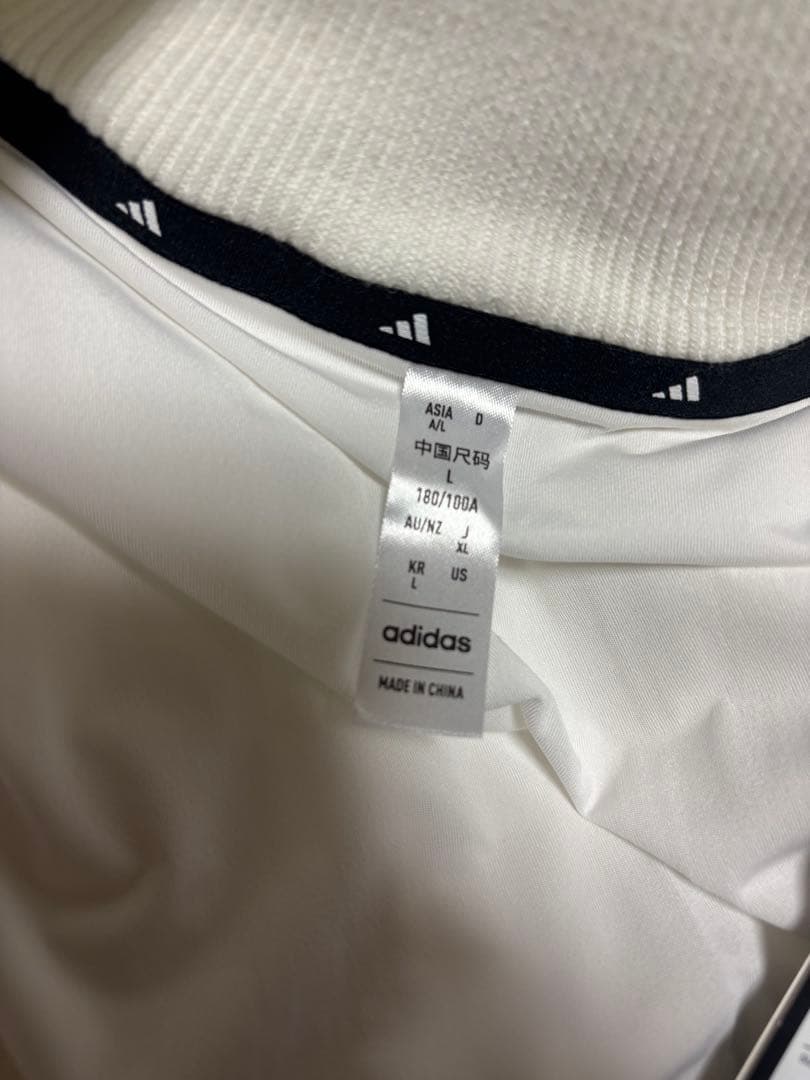 ASIA D
A/L
中国尺码
L
180/100A
AU/NZ J
XL
KR US
L
adidas
MADE IN CHINA